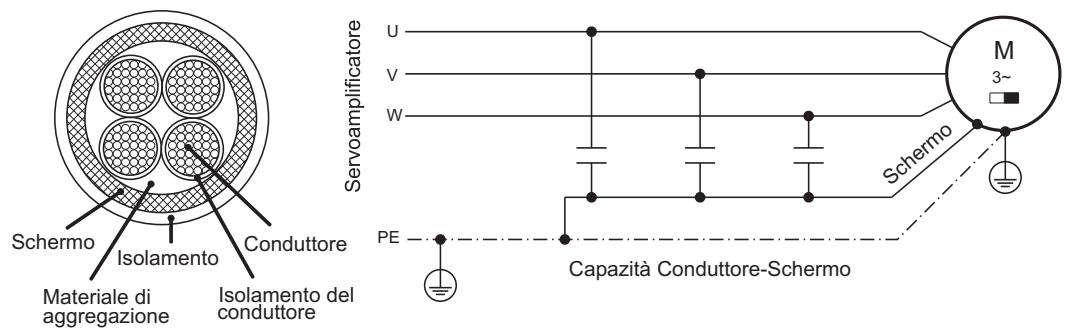 Schermo
Isolamento
Conduttore
Materiale di
aggregazione
Isolamento del
conduttore
Servoamplificatore
U
V
W
PE
M
3~
Schermo
Capazità Conduttore-Schermo